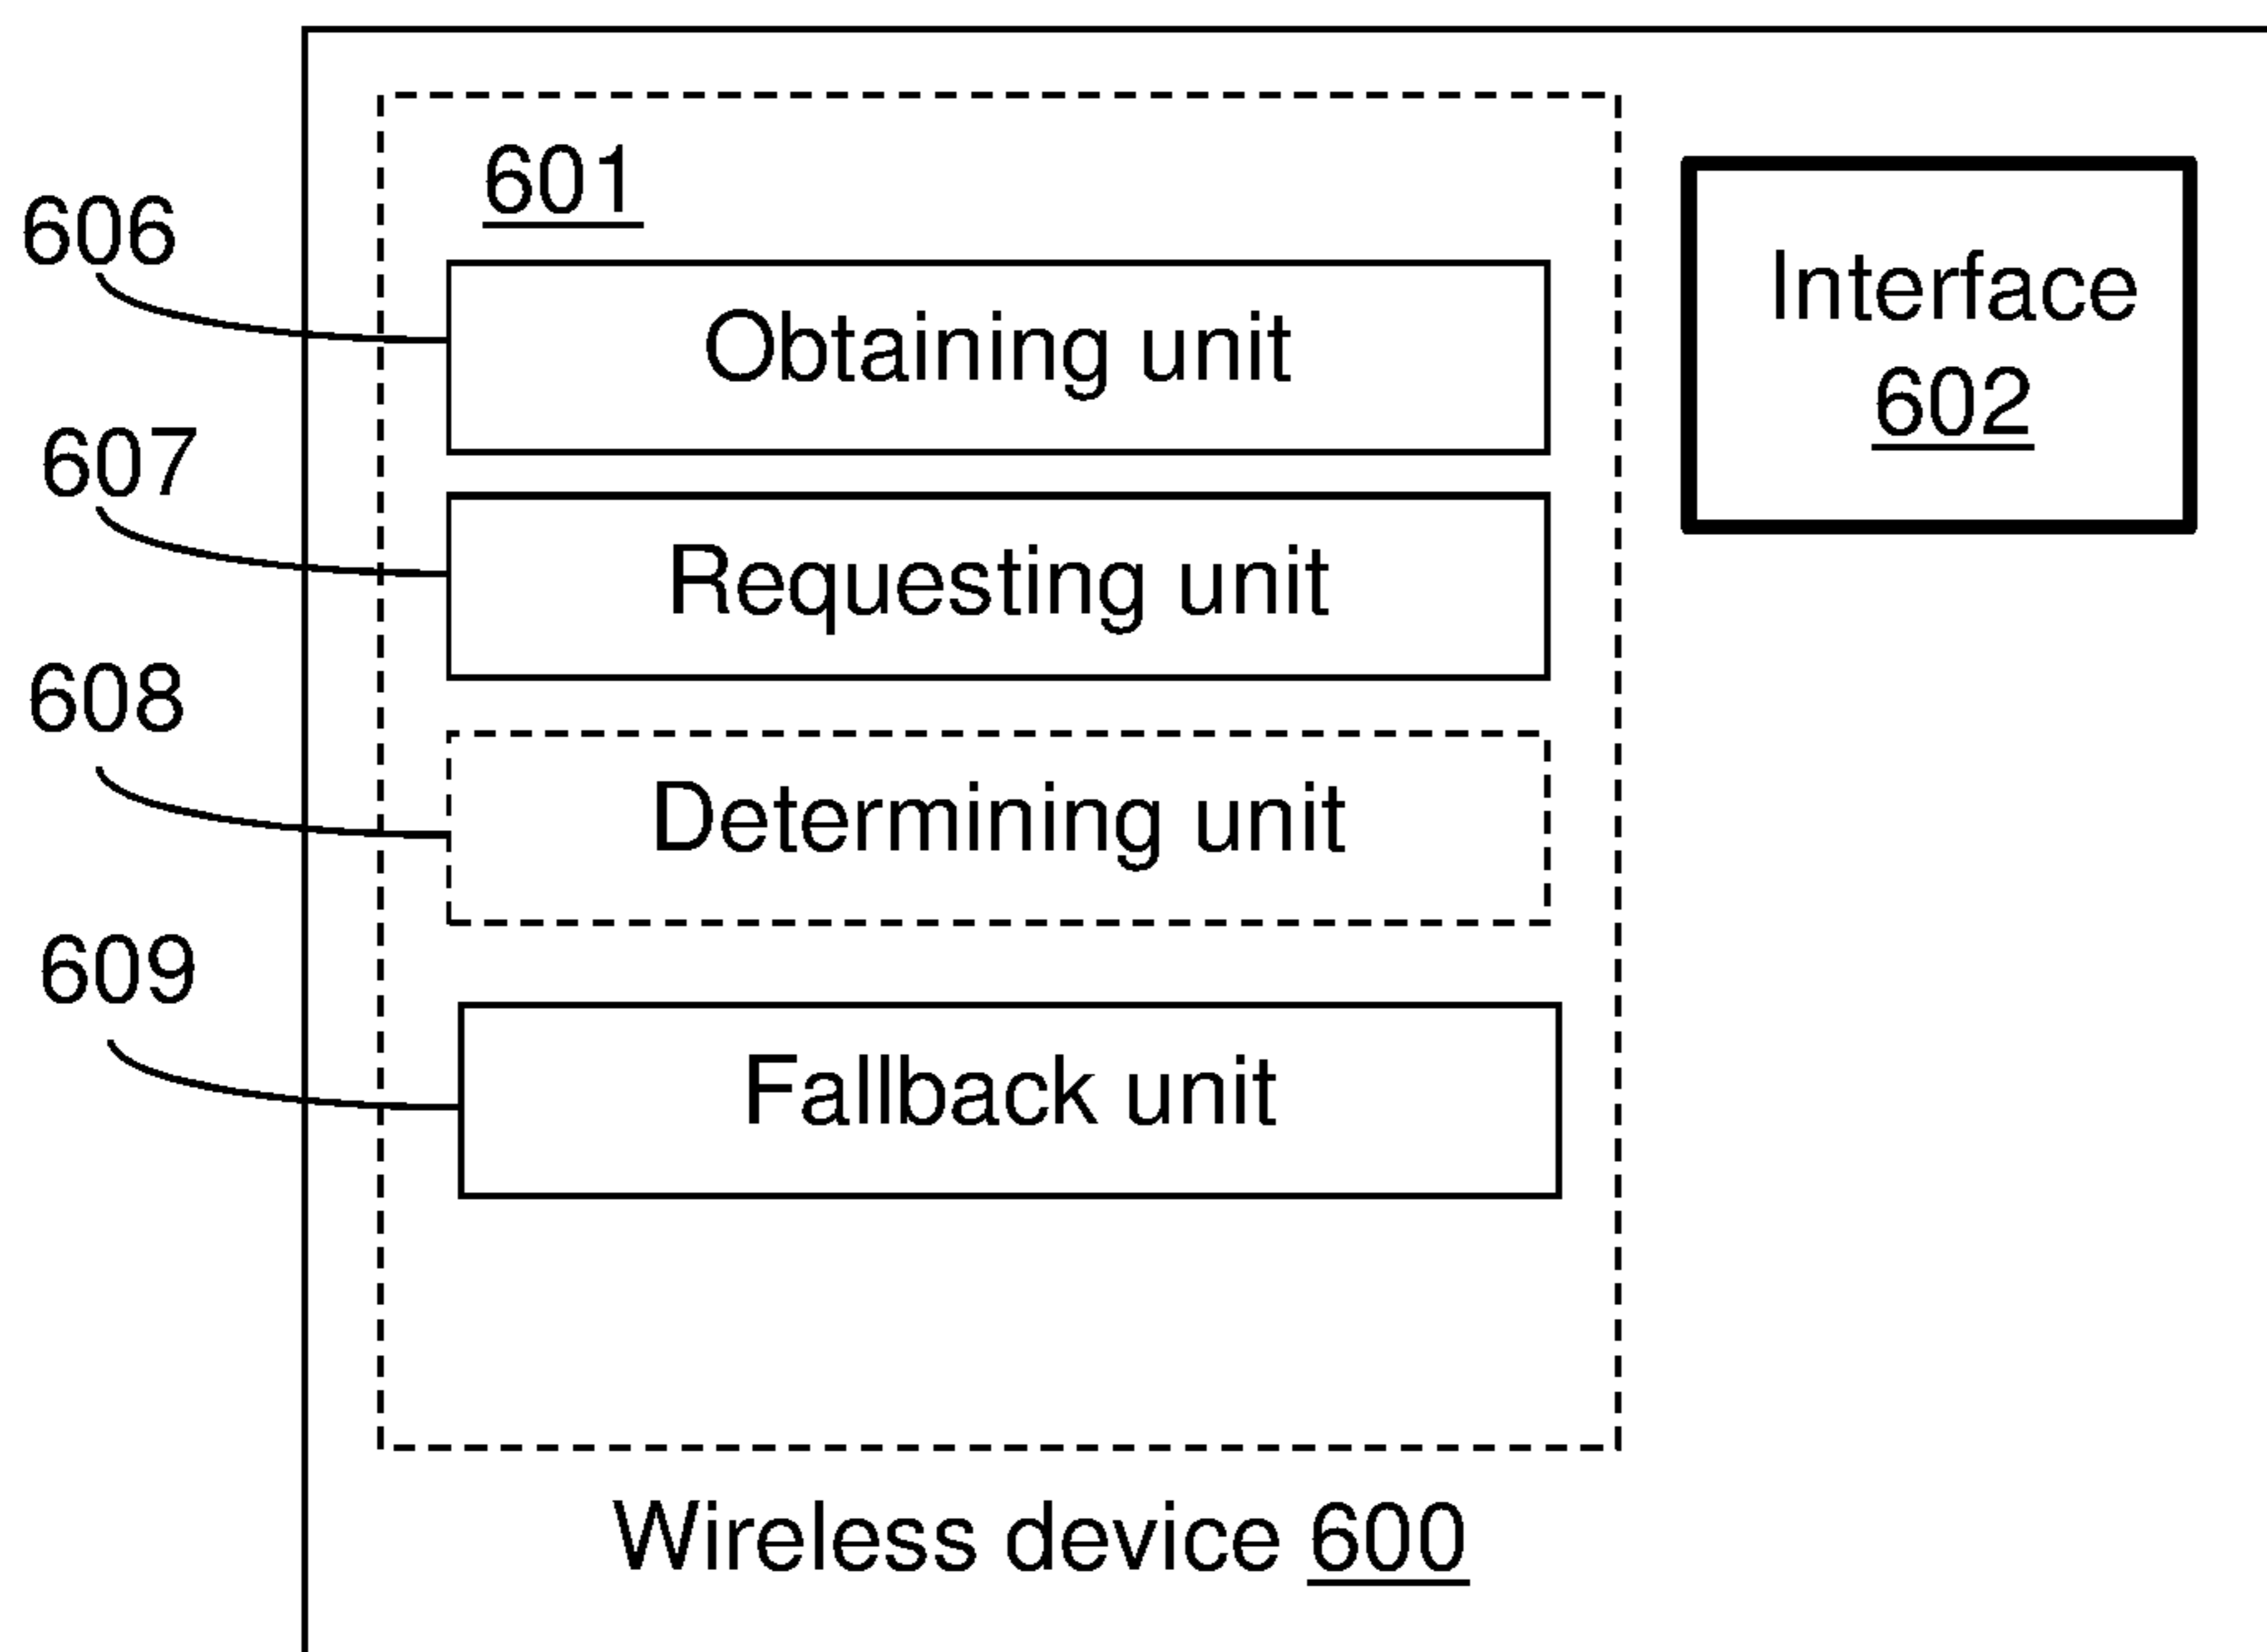 601
606
Obtaining unit
Interface
602
607
Requesting unit
608
Determining unit
609
Fallback unit
Wireless device 600